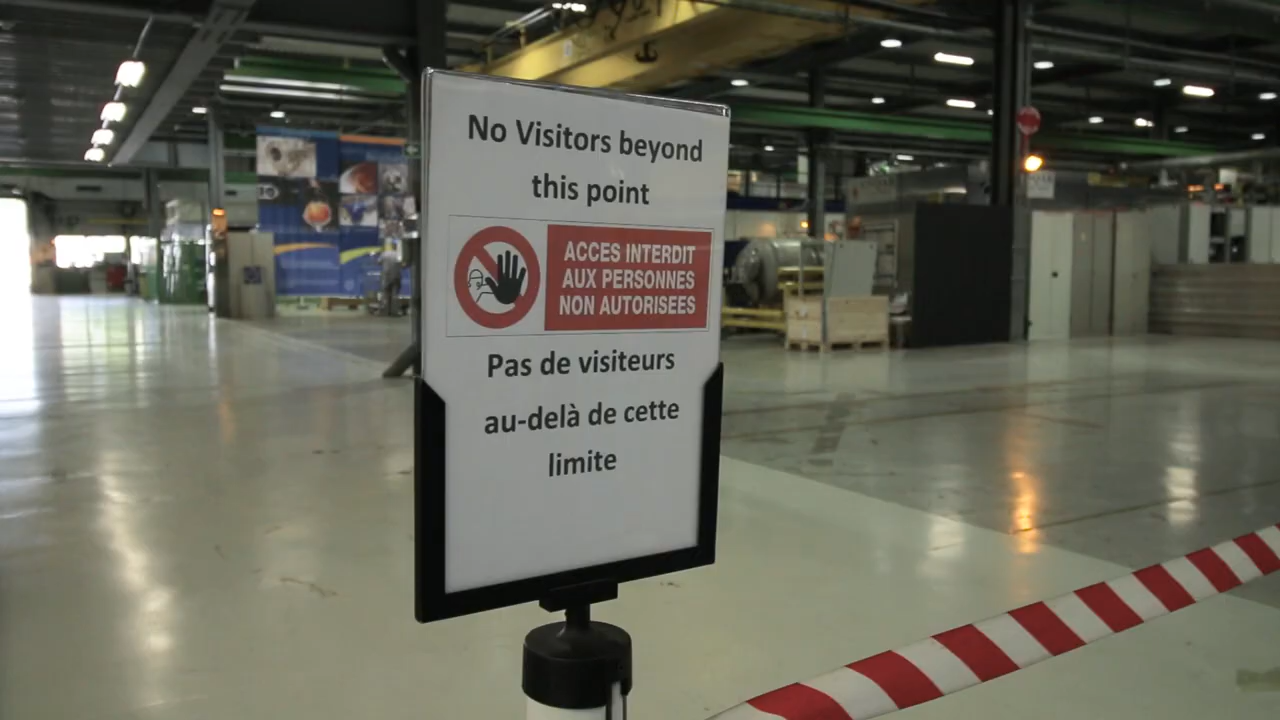 No Visitors beyond
this point
ACCES INTERDIT
AUX PERSONNES
NON AUTORISEES
Pas de visiteurs
au-delà de cette
limite